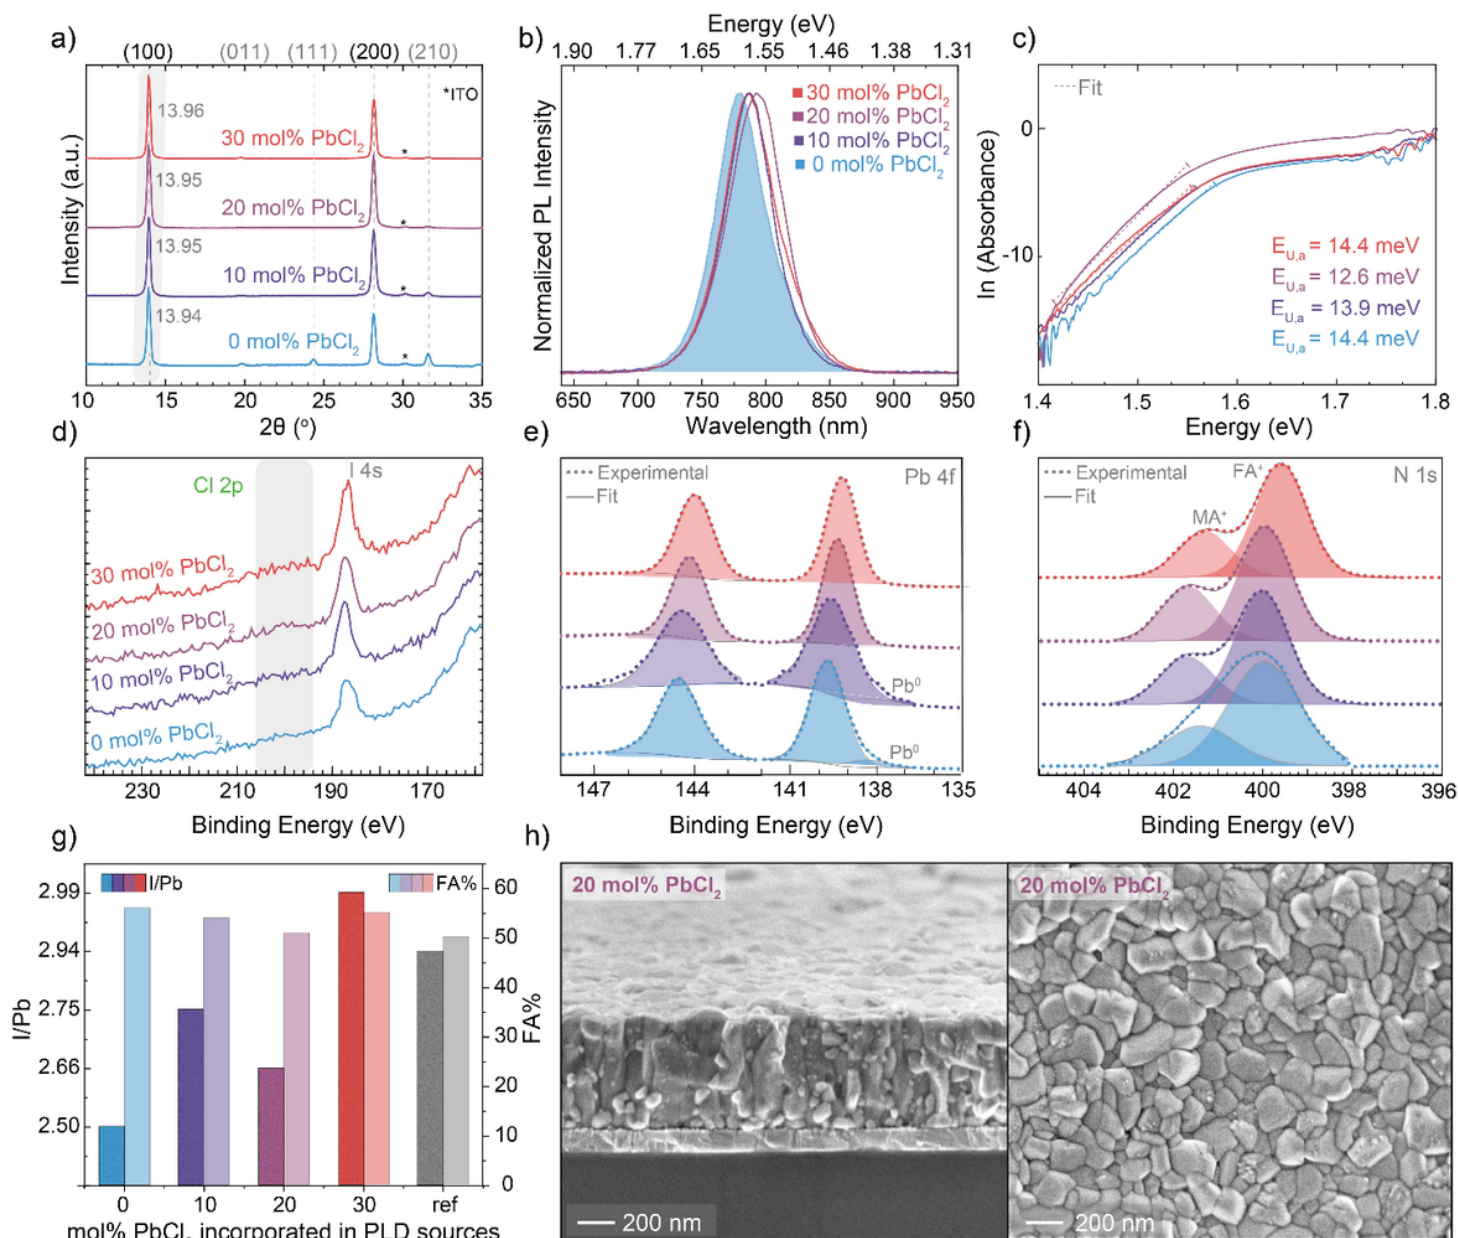 a)
(100) (011) (111) (200) (210)
*ITO
13.96
30 mol% PbCl2
*
13.95
20 mol% PbCl2
*
13.95
10 mol% PbCl2
*
13.94
0 mol% PbCl2
*
Intensity (a.u.)
10 15 20 25 30 35
2θ (°)
b)
Energy (eV)
1.90 1.77 1.65 1.55 1.46 1.38 1.31
30 mol% PbCl2
20 mol% PbCl2
10 mol% PbCl2
0 mol% PbCl2
Normalized PL Intensity
650 700 750 800 850 900 950
Wavelength (nm)
c)
Fit
0
-10
ln (Absorbance)
EU,a = 14.4 meV
EU,a = 12.6 meV
EU,a = 13.9 meV
EU,a = 14.4 meV
1.4 1.5 1.6 1.7 1.8
Energy (eV)
d)
Cl 2p
I 4s
30 mol% PbCl2
20 mol% PbCl2
10 mol% PbCl2
0 mol% PbCl2
230 210 190 170
Binding Energy (eV)
e)
Experimental
Fit
Pb 4f
Pb0
Pb0
147 144 141 138 135
Binding Energy (eV)
f)
Experimental
Fit
FA+
N 1s
MA+
404 402 400 398 396
Binding Energy (eV)
g)
I/Pb
FA%
2.99
2.94
2.75
2.66
2.50
I/Pb
60
50
40
30
20
10
0
FA%
0 10 20 30 ref
mol% PbCl2 incorporated in PLD sources
h)
20 mol% PbCl2
200 nm
20 mol% PbCl2
200 nm